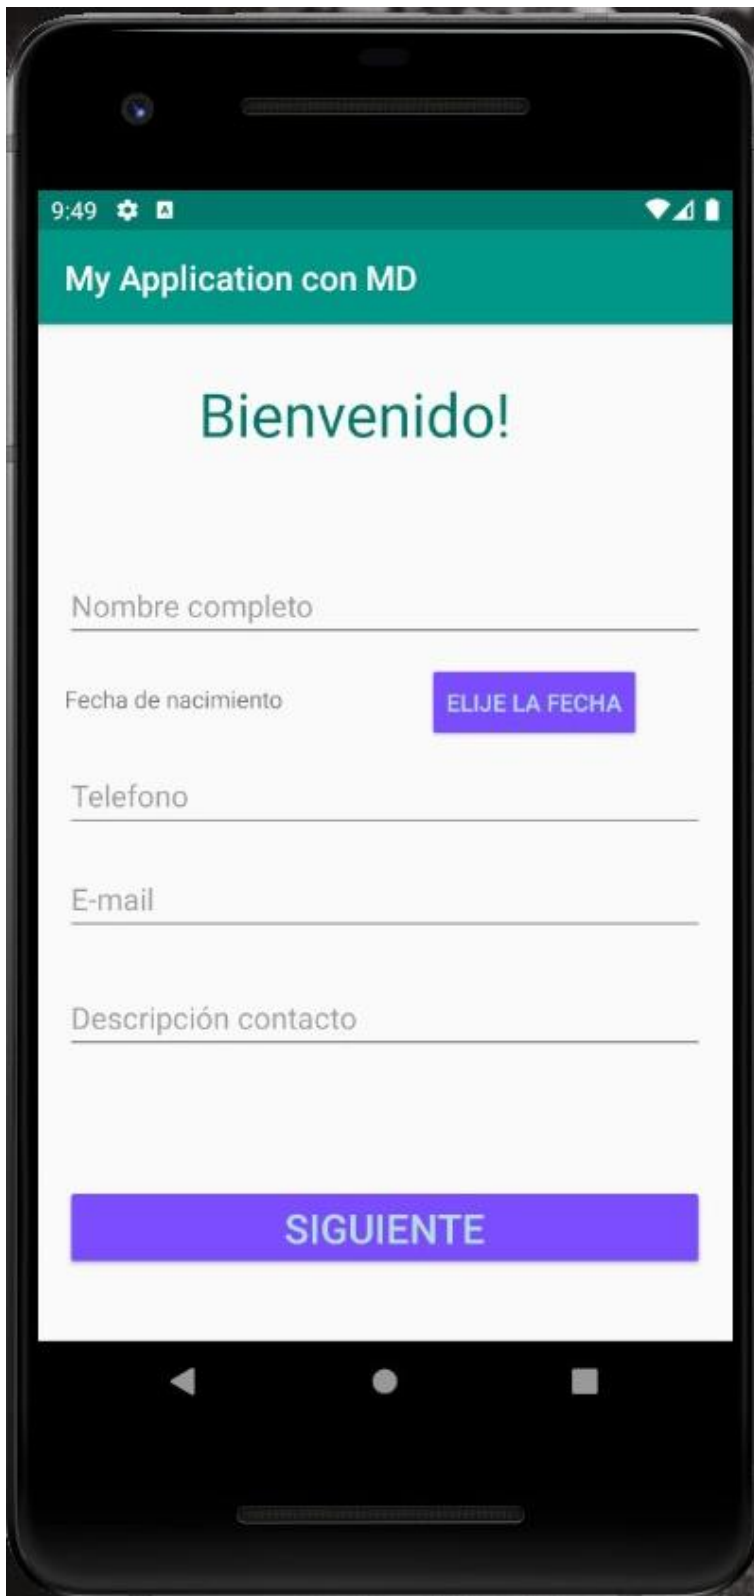 9:49
My Application con MD
Bienvenido!
Nombre completo
Fecha de nacimiento ELIJE LA FECHA
Telefono
E-mail
Descripción contacto
SIGUIENTE